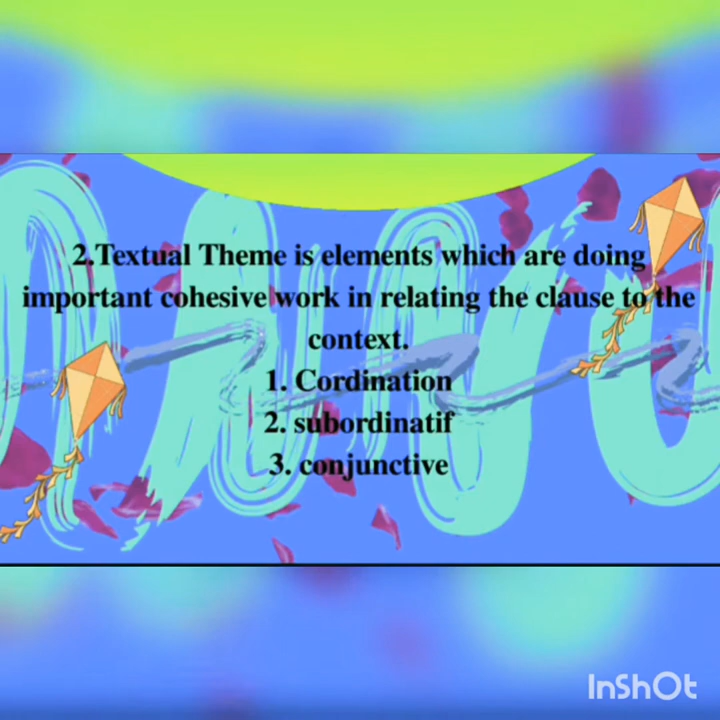 2.Textual Theme is elements which are doing
important cohesive work in relating the clause to the
context.
1. Cordination
2. subordinatif
3. conjunctive
InShOt